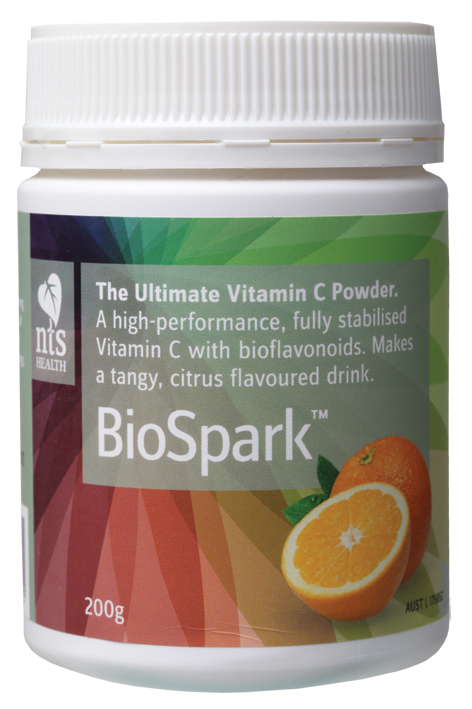 nts
HEALTH
The Ultimate Vitamin C Powder.
A high-performance, fully stabilised
Vitamin C with bioflavonoids. Makes
a tangy, citrus flavoured drink.
BioSpark™
200g
AUST L